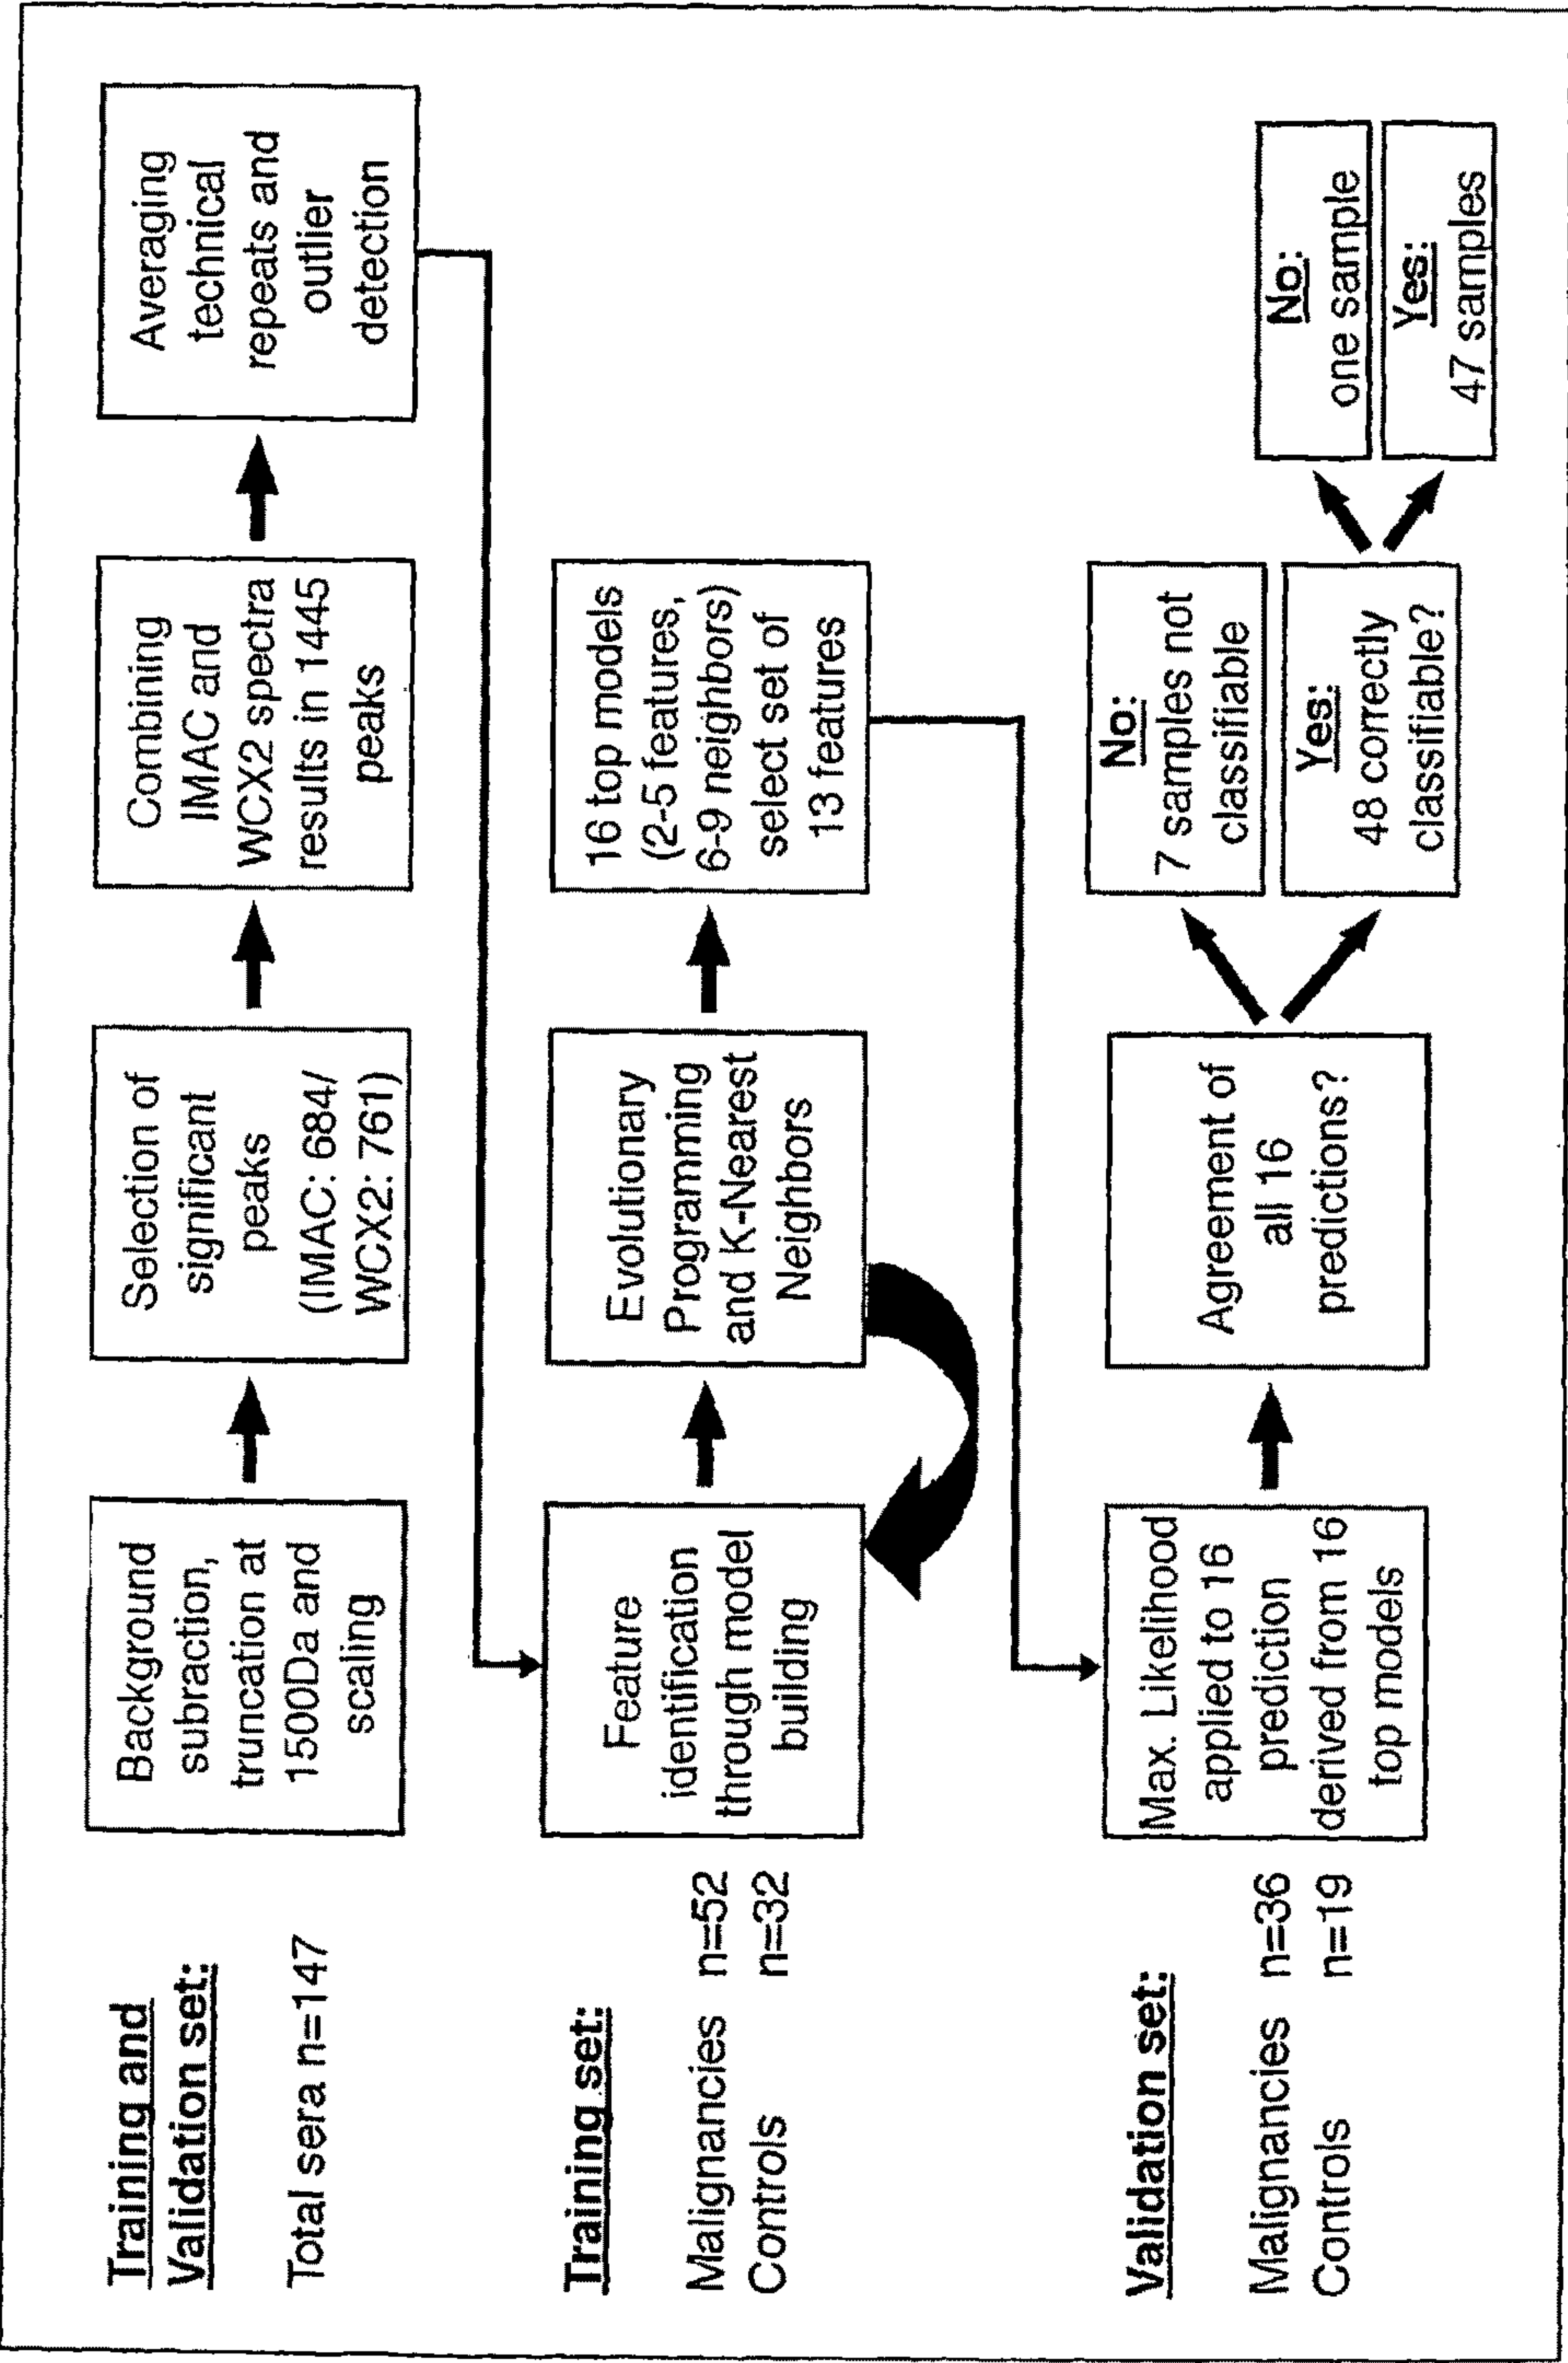 Training and
Validation set:
Total sera n=147
Background
subraction,
truncation at
1500Da and
scaling
Selection of
significant
peaks
(IMAC: 684/
WCX2: 761)
Combining
IMAC and
WCX2 spectra
results in 1445
peaks
Averaging
technical
repeats and
outlier
detection
Training set:
Malignancies n=52
Controls n=32
Feature
identification
through model
building
Evolutionary
Programming
and K-Nearest
Neighbors
16 top models
(2-5 features,
6-9 neighbors)
select set of
13 features
Validation set:
Malignancies n=36
Controls n=19
Max. Likelihood
applied to 16
prediction
derived from 16
top models
Agreement of
all 16
predictions?
No:
7 samples not
classifiable
Yes:
48 correctly
classifiable?
No:
one sample
Yes:
47 samples